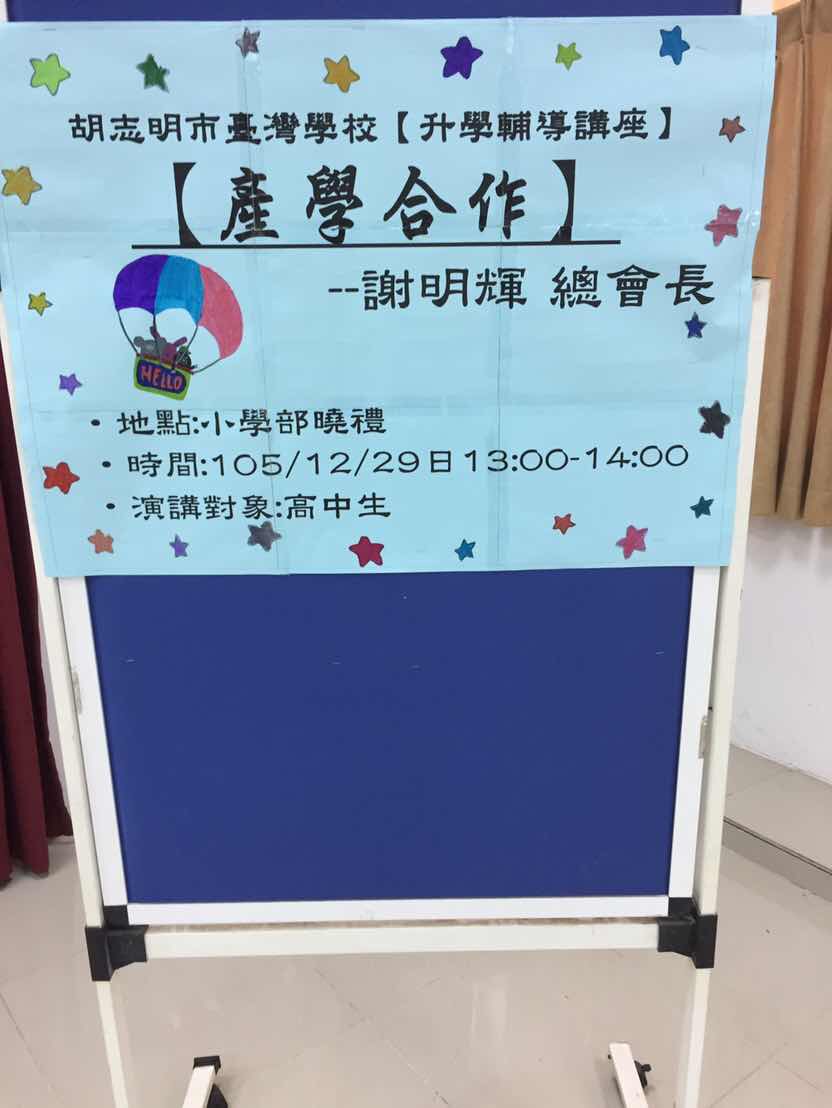 胡志明市臺灣學校【升學輔導講座】
【產學合作】
--謝明輝 總會長
HELLO
・地點:小學部曉禮
・時間:105/12/29日13:00-14:00
・演講對象:高中生